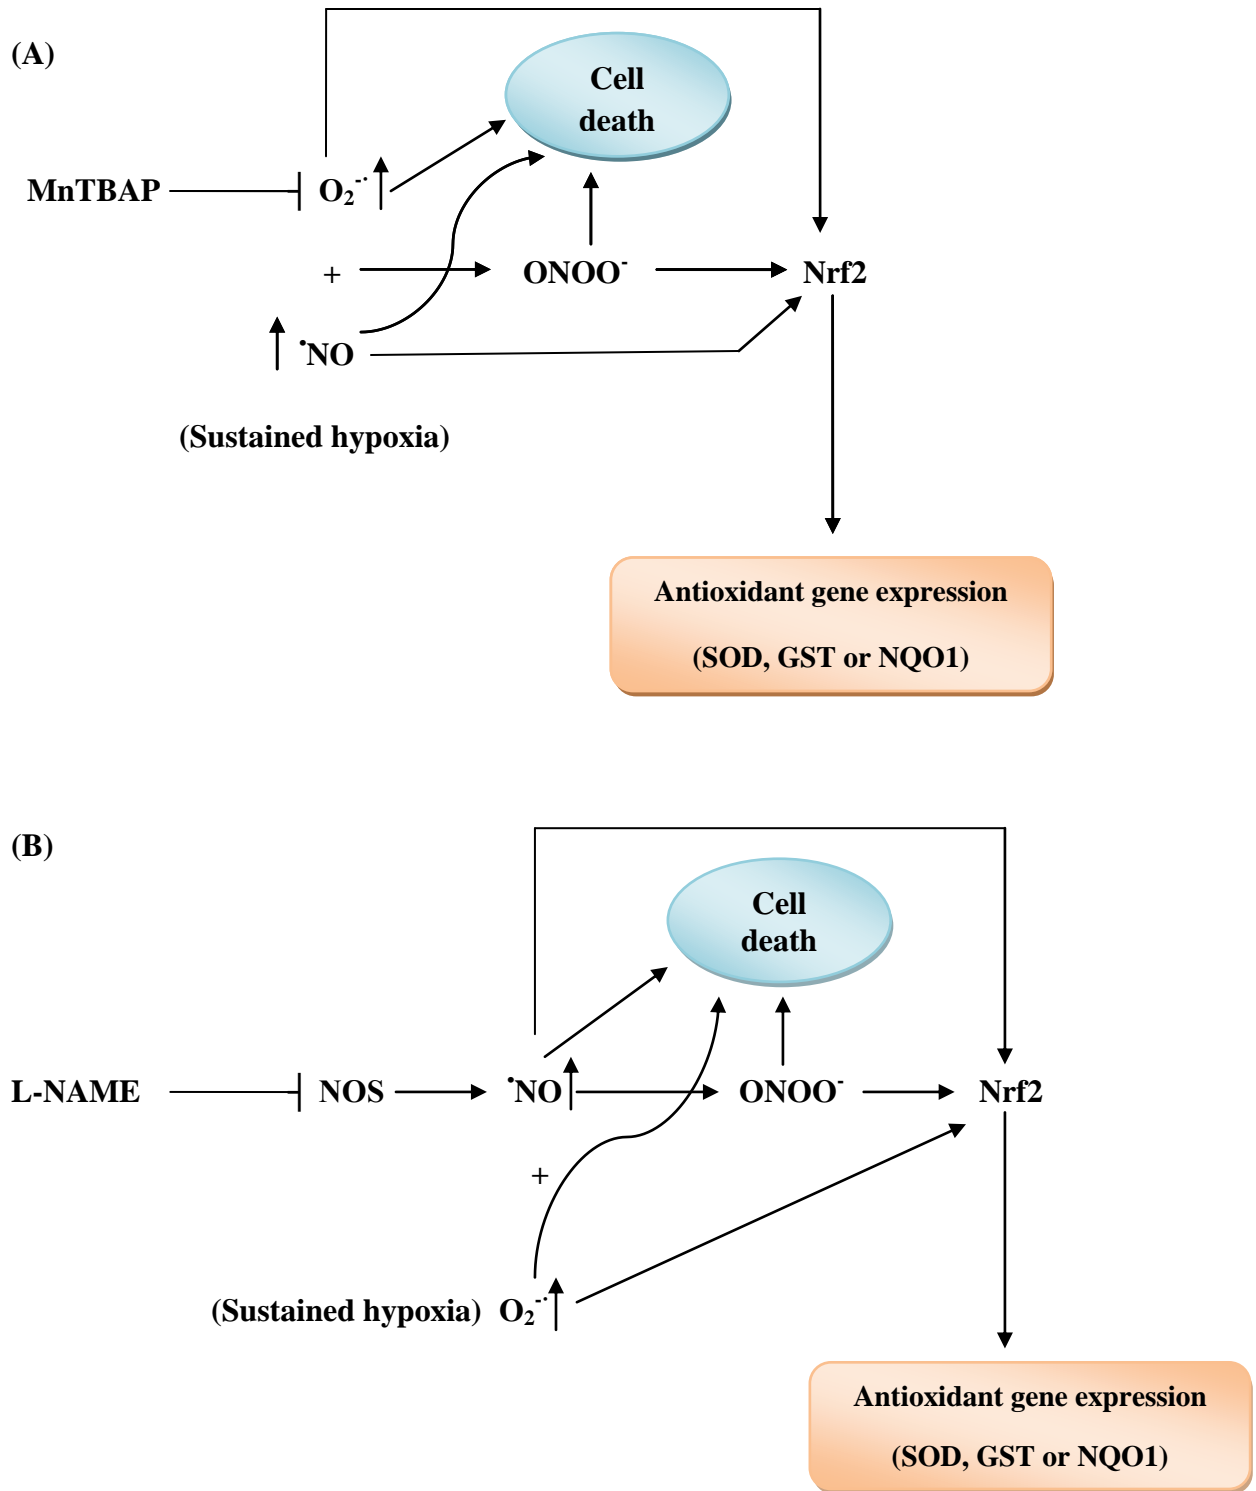 (A)
Cell
death
MnTBAP
O₂⁻·
+
ONOO⁻
Nrf2
·NO
(Sustained hypoxia)
Antioxidant gene expression
(SOD, GST or NQO1)
(B)
Cell
death
L-NAME
NOS
·NO
ONOO⁻
Nrf2
+
(Sustained hypoxia) O₂⁻·
Antioxidant gene expression
(SOD, GST or NQO1)